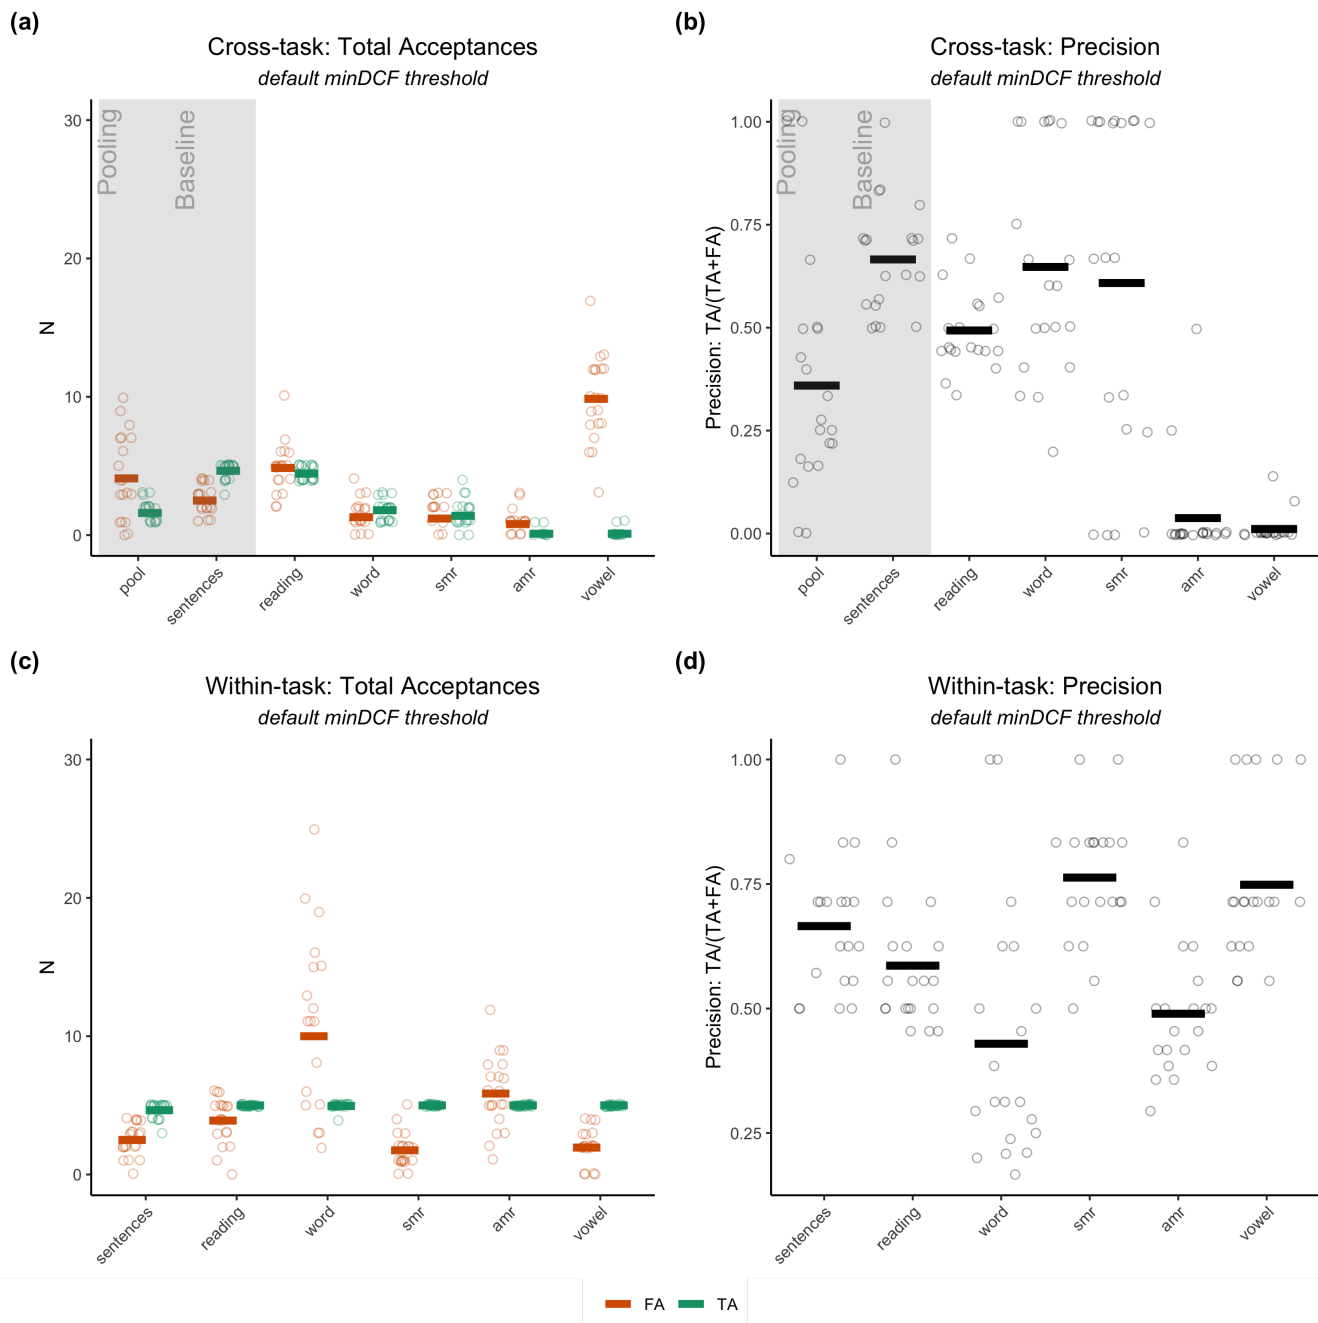 (a)
Cross-task: Total Acceptances
default minDCF threshold
30
20
10
0
N
Pooling
Baseline
pool
sentences
reading
word
smr
amr
vowel
(b)
Cross-task: Precision
default minDCF threshold
1.00
0.75
0.50
0.25
0.00
Precision: TA/(TA+FA)
Pooling
Baseline
pool
sentences
reading
word
smr
amr
vowel
(c)
Within-task: Total Acceptances
default minDCF threshold
30
20
10
0
N
sentences
reading
word
smr
amr
vowel
(d)
Within-task: Precision
default minDCF threshold
1.00
0.75
0.50
0.25
Precision: TA/(TA+FA)
sentences
reading
word
smr
amr
vowel
FA TA